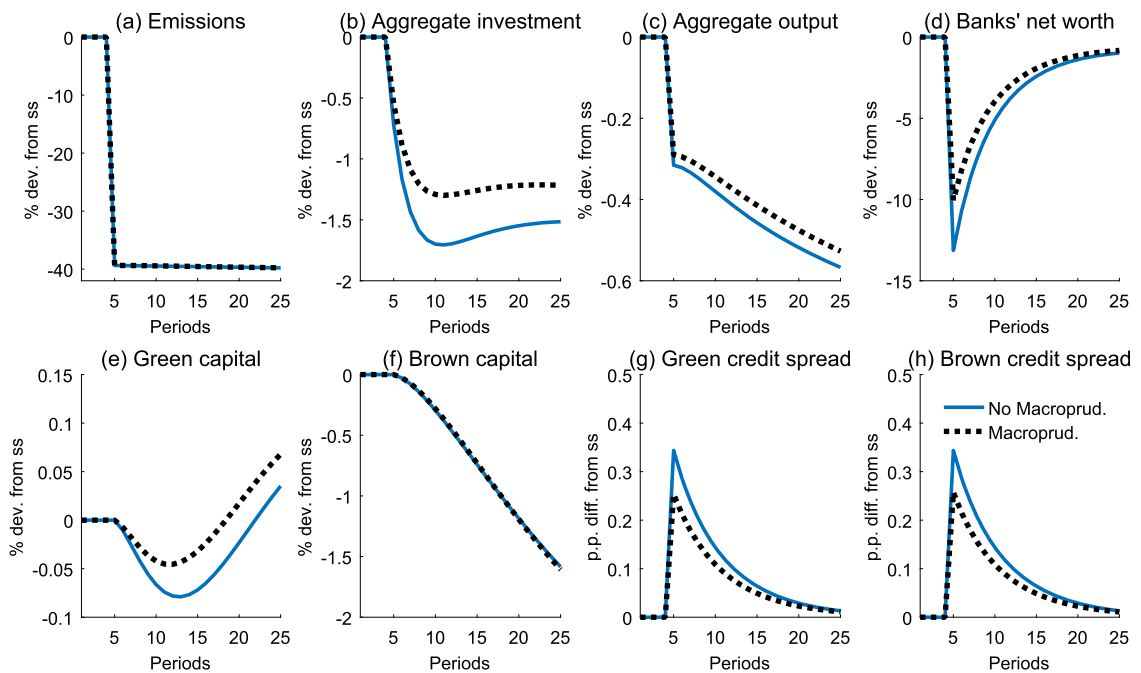 (a) Emissions
(b) Aggregate investment
(c) Aggregate output
(d) Banks' net worth
% dev. from ss
0
-10
-20
-30
-40
5 10 15 20 25
Periods
% dev. from ss
0
-0.5
-1
-1.5
-2
5 10 15 20 25
Periods
% dev. from ss
0
-0.2
-0.4
-0.6
5 10 15 20 25
Periods
% dev. from ss
0
-5
-10
-15
5 10 15 20 25
Periods
(e) Green capital
(f) Brown capital
(g) Green credit spread
(h) Brown credit spread
% dev. from ss
0.15
0.1
0.05
0
-0.05
-0.1
5 10 15 20 25
Periods
% dev. from ss
0
-0.5
-1
-1.5
-2
5 10 15 20 25
Periods
p.p. diff. from ss
0.5
0.4
0.3
0.2
0.1
0
5 10 15 20 25
Periods
p.p. diff. from ss
0.5
0.4
0.3
0.2
0.1
0
No Macroprud.
Macroprud.
5 10 15 20 25
Periods